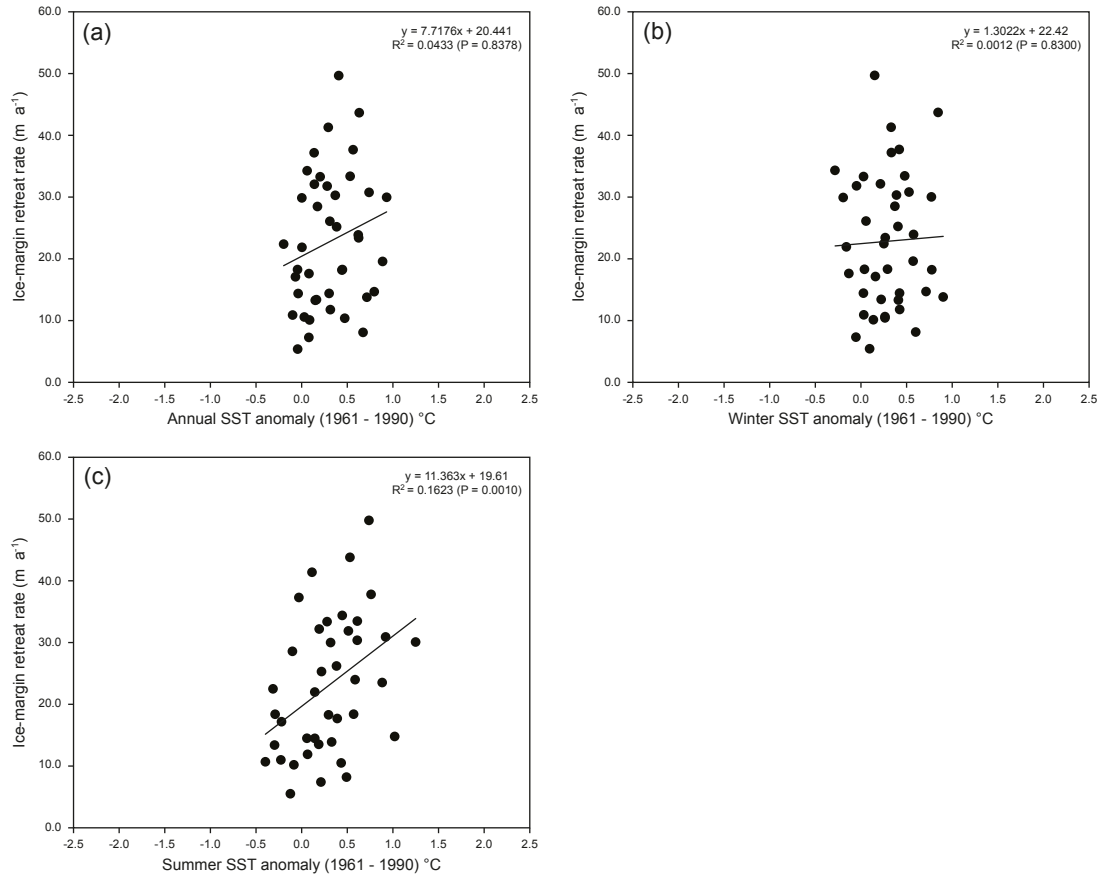 (a)
y = 7.7176x + 20.441
R² = 0.0433 (P = 0.8378)
60.0
50.0
40.0
30.0
20.0
10.0
0.0
Ice-margin retreat rate (m a⁻¹)
-2.5 -2.0 -1.5 -1.0 -0.5 0.0 0.5 1.0 1.5 2.0 2.5
Annual SST anomaly (1961 - 1990) °C
(b)
y = 1.3022x + 22.42
R² = 0.0012 (P = 0.8300)
60.0
50.0
40.0
30.0
20.0
10.0
0.0
Ice-margin retreat rate (m a⁻¹)
-2.5 -2.0 -1.5 -1.0 -0.5 0.0 0.5 1.0 1.5 2.0 2.5
Winter SST anomaly (1961 - 1990) °C
(c)
y = 11.363x + 19.61
R² = 0.1623 (P = 0.0010)
60.0
50.0
40.0
30.0
20.0
10.0
0.0
Ice-margin retreat rate (m a⁻¹)
-2.5 -2.0 -1.5 -1.0 -0.5 0.0 0.5 1.0 1.5 2.0 2.5
Summer SST anomaly (1961 - 1990) °C